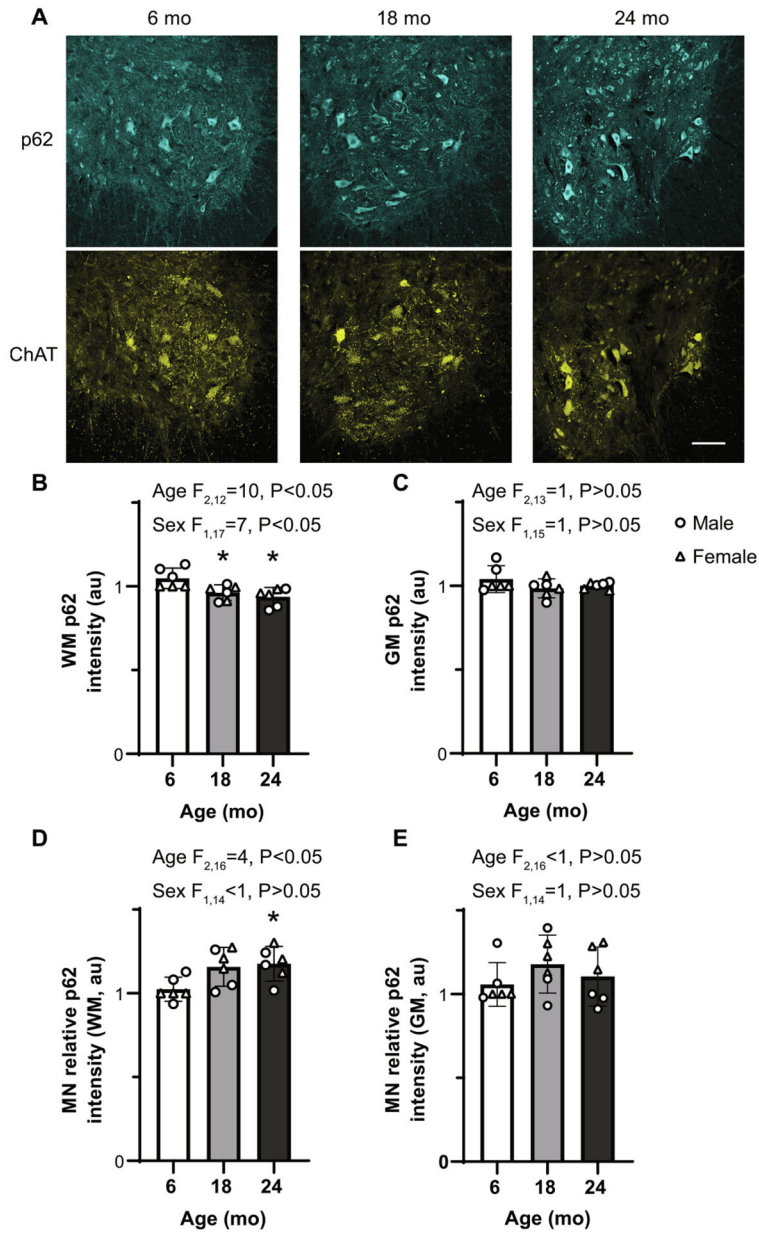 A
6 mo
18 mo
24 mo
p62
ChAT
B
Age F2,12=10, P<0.05
Sex F1,17=7, P<0.05
WM p62
intensity (au)
1
0
* *
6 18 24
Age (mo)
C
Age F2,13=1, P>0.05
Sex F1,15=1, P>0.05
GM p62
intensity (au)
1
0
6 18 24
Age (mo)
Male
Female
D
Age F2,16=4, P<0.05
Sex F1,14<1, P>0.05
MN relative p62
intensity (WM, au)
1
0
*
6 18 24
Age (mo)
E
Age F2,16<1, P>0.05
Sex F1,14=1, P>0.05
MN relative p62
intensity (GM, au)
1
0
6 18 24
Age (mo)